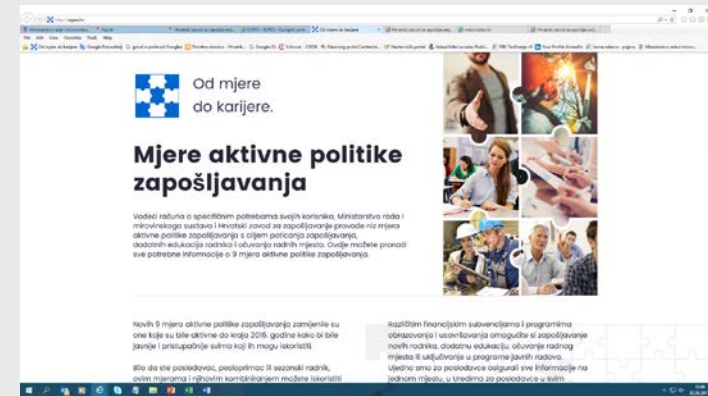 Od mjere
do karijere.
Mjere aktivne politike
zapošljavanja
Vodeći računa o specifičnim potrebama svojih korisnika, Ministarstvo rada i
mirovinskoga sustava i Hrvatski zavod za zapošljavanje provode niz mjera
aktivne politike zapošljavanja s ciljem poticanja zapošljavanja,
dodatnih edukacija radnika i očuvanja radnih mjesta. Ovdje možete pronaći
sve potrebne informacije o 9 mjera aktivne politike zapošljavanja.
Novih 9 mjera aktivne politike zapošljavanja zamijenile su
one koje su bile aktivne do kraja 2016. godine kako bi bile
jasnije i pristupačnije svima koji ih mogu iskoristiti.
Bilo da ste poslodavac, posloprimac ili sezonski radnik,
ovim mjerama i njihovim kombiniranjem možete iskoristiti
Različitim financijskim subvencijama i programima
obrazovanja i usavršavanja omogućite si zapošljavanje
novih radnika, dodatnu edukaciju, očuvanje radnog
mjesta ili uključivanje u programe javnih radova.
Ujedno smo za poslodavce osigurali sve informacije na
jednom mjestu, u Uredima za poslodavce u svim